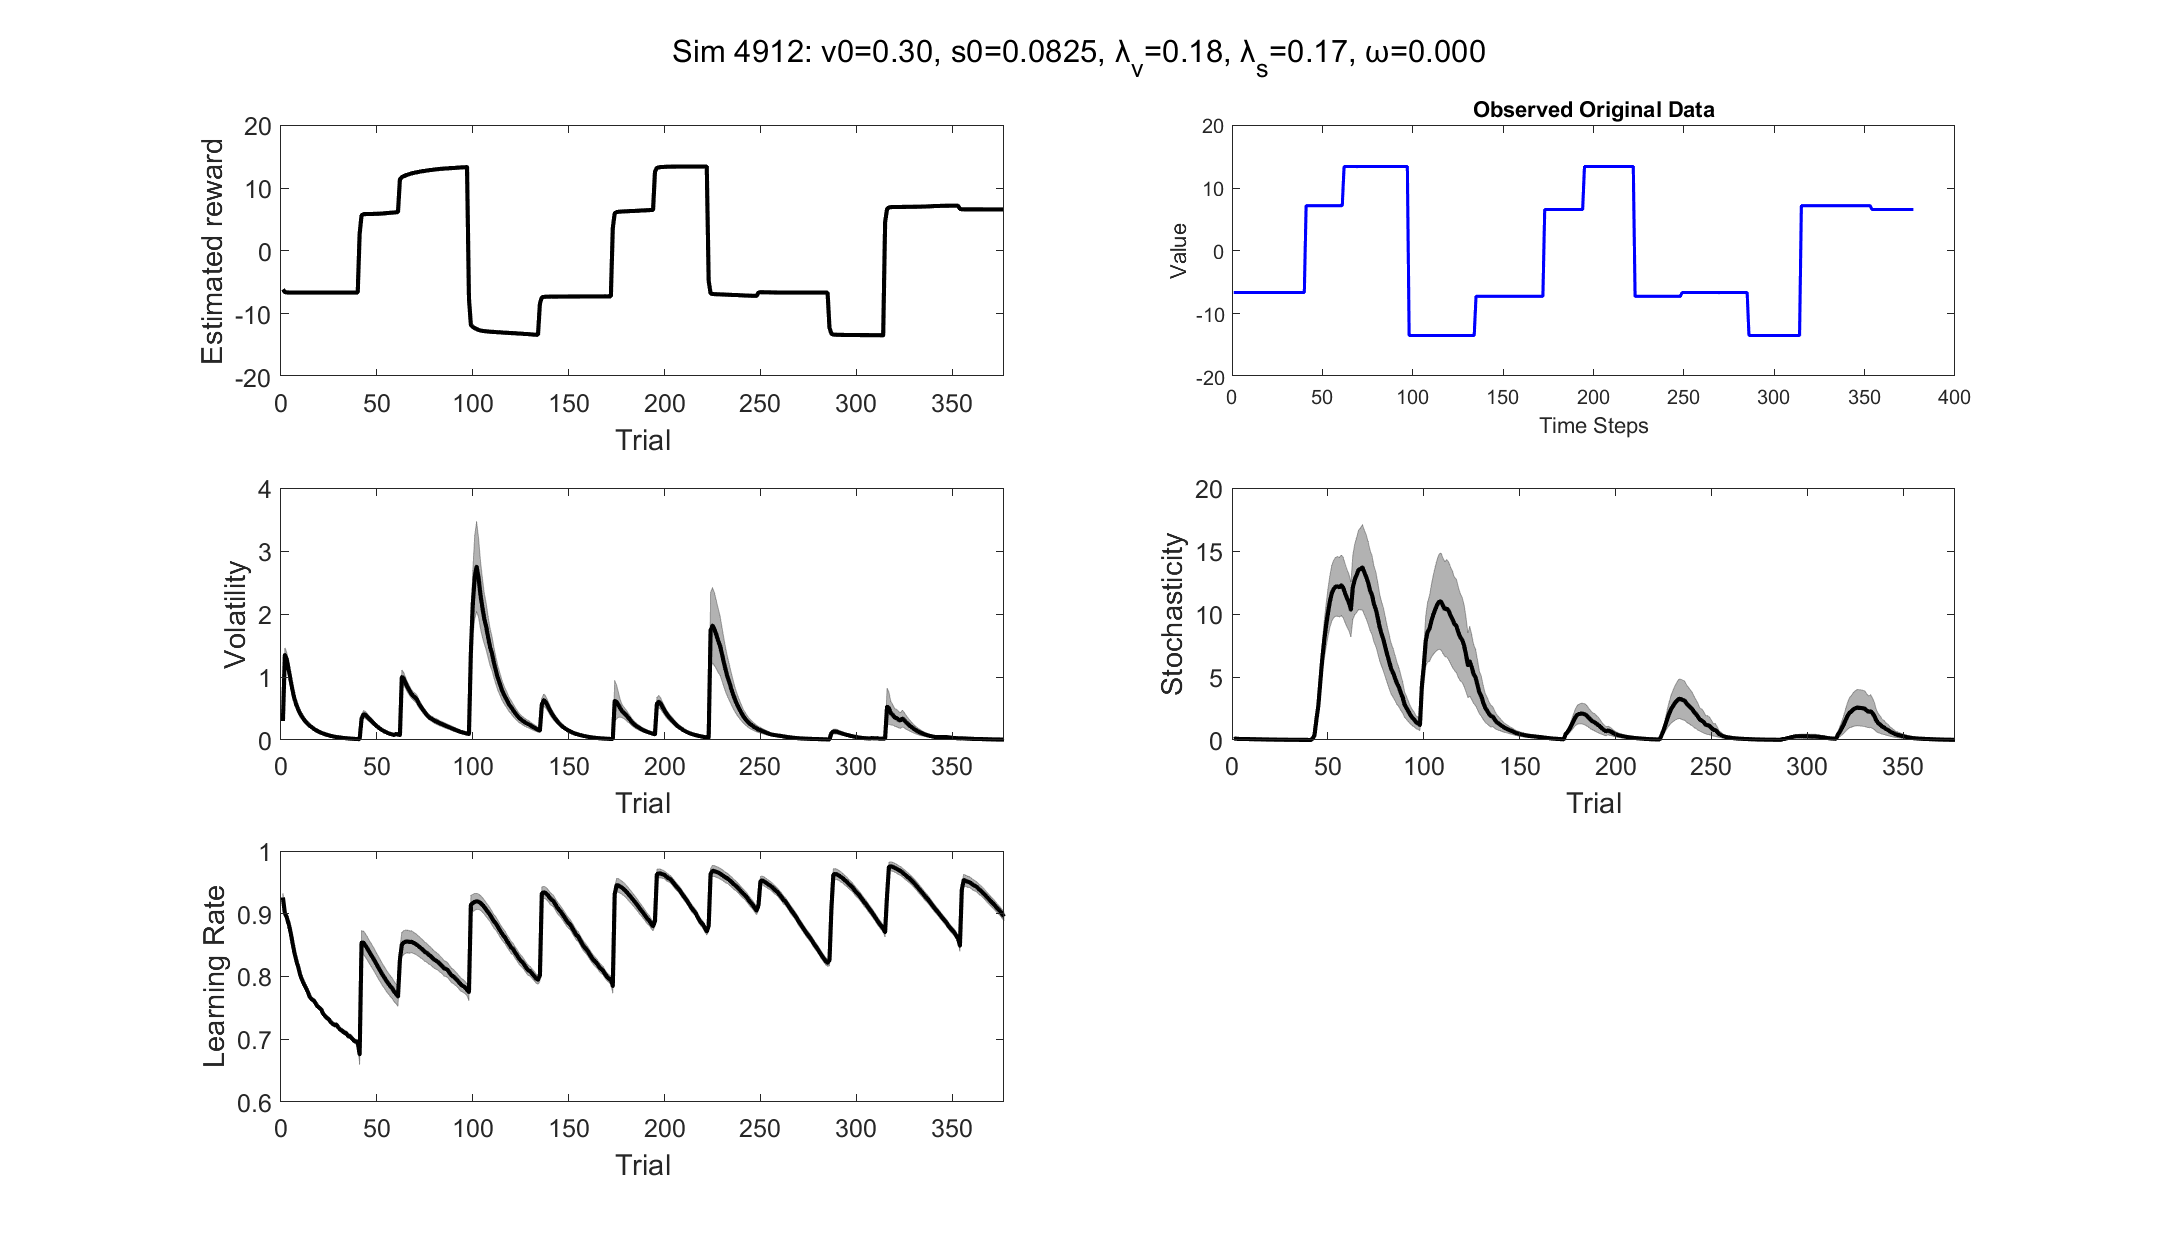 Sim 4912: v0=0.30, s0=0.0825, λ_v=0.18, λ_s=0.17, ω=0.000
Estimated reward
20
10
0
-10
-20
0 50 100 150 200 250 300 350
Trial
Observed Original Data
Value
20
10
0
-10
-20
0 50 100 150 200 250 300 350 400
Time Steps
Volatility
4
3
2
1
0
0 50 100 150 200 250 300 350
Trial
Stochasticity
20
15
10
5
0
0 50 100 150 200 250 300 350
Trial
Learning Rate
1
0.9
0.8
0.7
0.6
0 50 100 150 200 250 300 350
Trial